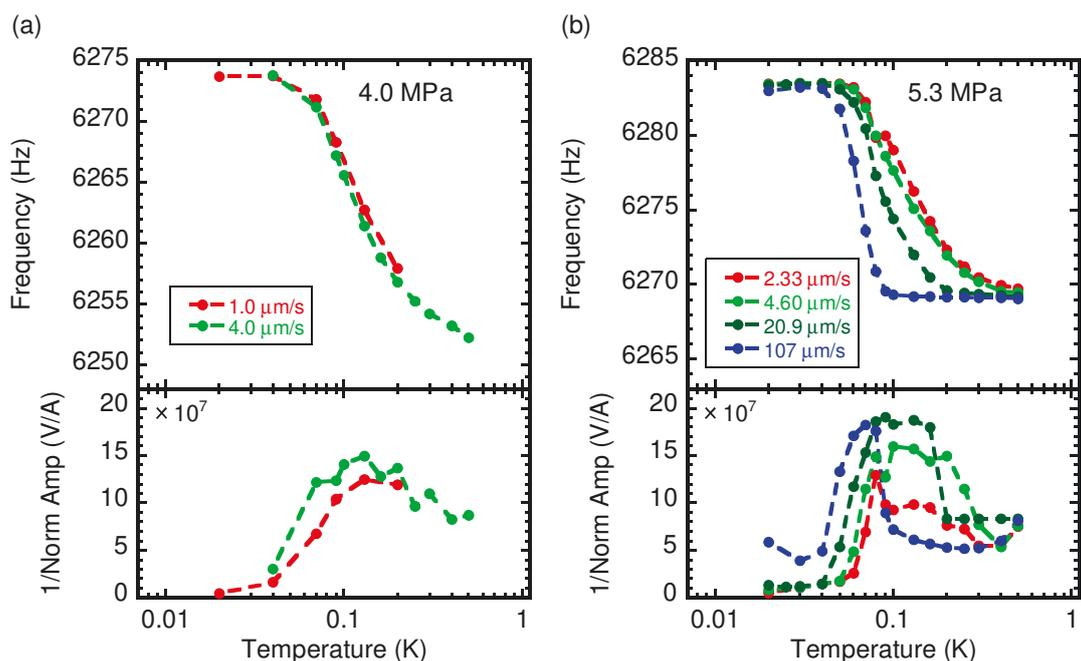 (a)
Frequency (Hz)
6275
6270
6265
6260
6255
6250
4.0 MPa
1.0 μm/s
4.0 μm/s
1/Norm Amp (V/A)
20
15
10
5
0
× 10⁷
0.01
0.1
1
Temperature (K)
(b)
Frequency (Hz)
6285
6280
6275
6270
6265
5.3 MPa
2.33 μm/s
4.60 μm/s
20.9 μm/s
107 μm/s
1/Norm Amp (V/A)
20
15
10
5
0
× 10⁷
0.01
0.1
1
Temperature (K)